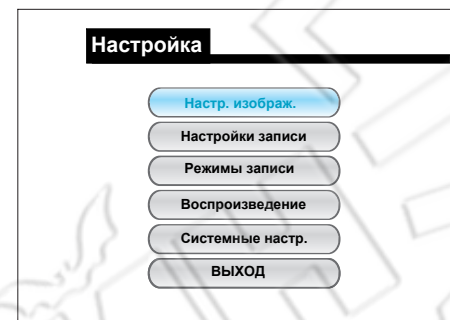 Настройка
Настр. изображ.
Настройки записи
Режимы записи
Воспроизведение
Системные настр.
ВЫХОД